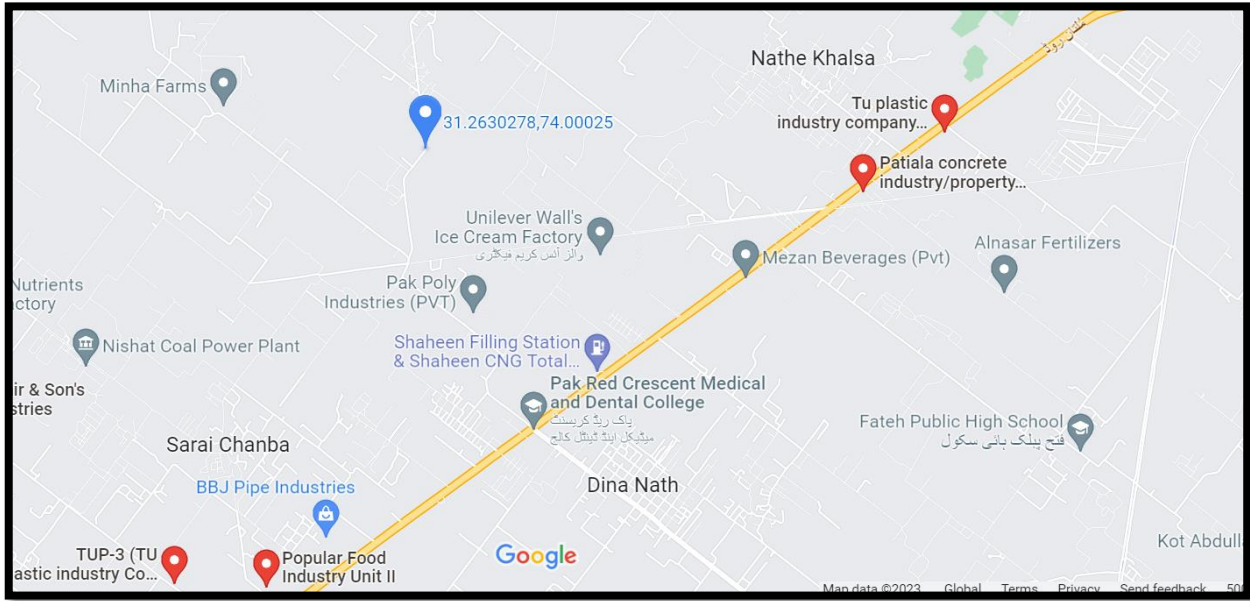 Nathe Khalsa
ملتان روڈ
Minha Farms
31.2630278,74.00025
Tu plastic
industry company...
Patiala concrete
industry/property...
Unilever Wall's
Ice Cream Factory
والز آئس کریم فیکٹری
Alnasar Fertilizers
Mezan Beverages (Pvt)
Pak Poly
Industries (PVT)
Nutrients
ctory
Nishat Coal Power Plant
Shaheen Filling Station
& Shaheen CNG Total...
ir & Son's
stries
Pak Red Crescent Medical
and Dental College
پاک ریڈ کریسنٹ
میڈیکل اینڈ ڈینٹل کالج
Fateh Public High School
فتح پبلک ہائی سکول
Sarai Chanba
BBJ Pipe Industries
Dina Nath
TUP-3 (TU
astic industry Co...
Popular Food
Industry Unit II
Google
Kot Abdull
Map data ©2023 Global Terms Privacy Send feedback 50